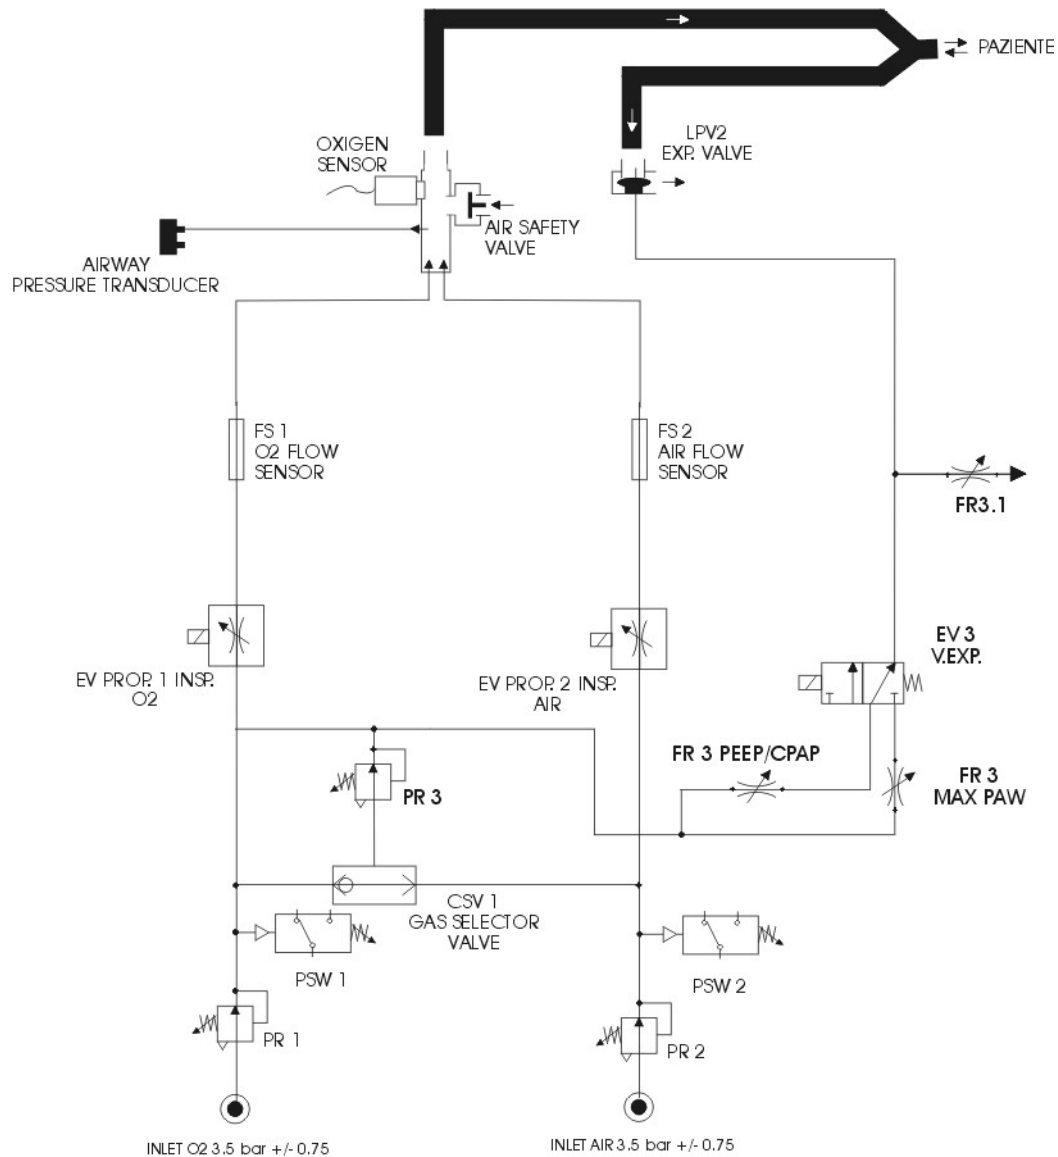 PAZIENTE
LPV2
EXP. VALVE
OXIGEN
SENSOR
AIR SAFETY
VALVE
AIRWAY
PRESSURE TRANSDUCER
FS 1
O2 FLOW
SENSOR
FS 2
AIR FLOW
SENSOR
FR3.1
EV 3
V.EXP.
EV PROP. 1 INSP.
O2
EV PROP. 2 INSP.
AIR
FR 3 PEEP/CPAP
FR 3
MAX PAW
PR 3
CSV 1
GAS SELECTOR
VALVE
PSW 1
PSW 2
PR 1
PR 2
INLET O2 3.5 bar +/- 0.75
INLET AIR 3.5 bar +/- 0.75